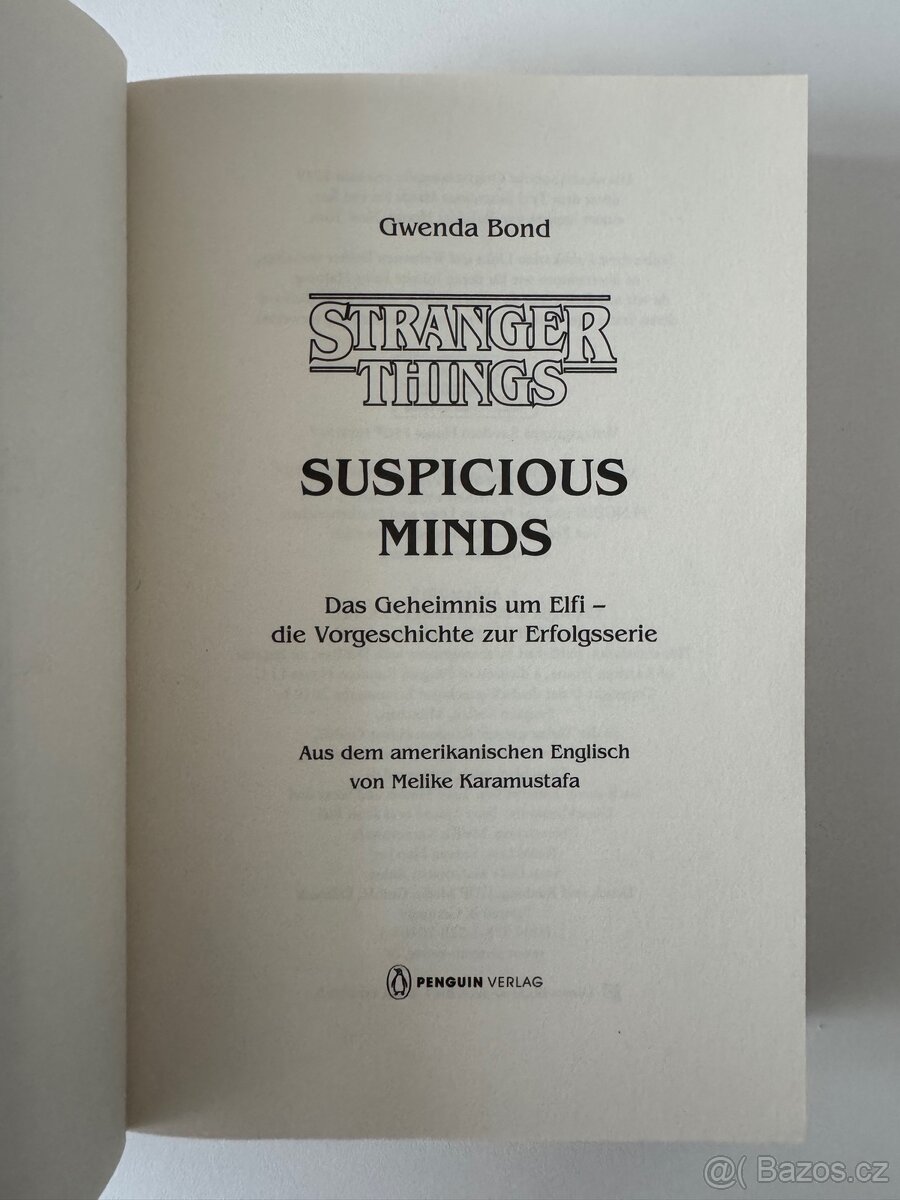 Gwenda Bond
STRANGER
THINGS
SUSPICIOUS
MINDS
Das Geheimnis um Elfi –
die Vorgeschichte zur Erfolgsserie
Aus dem amerikanischen Englisch
von Melike Karamustafa
PENGUIN VERLAG
@( Bazos.cz